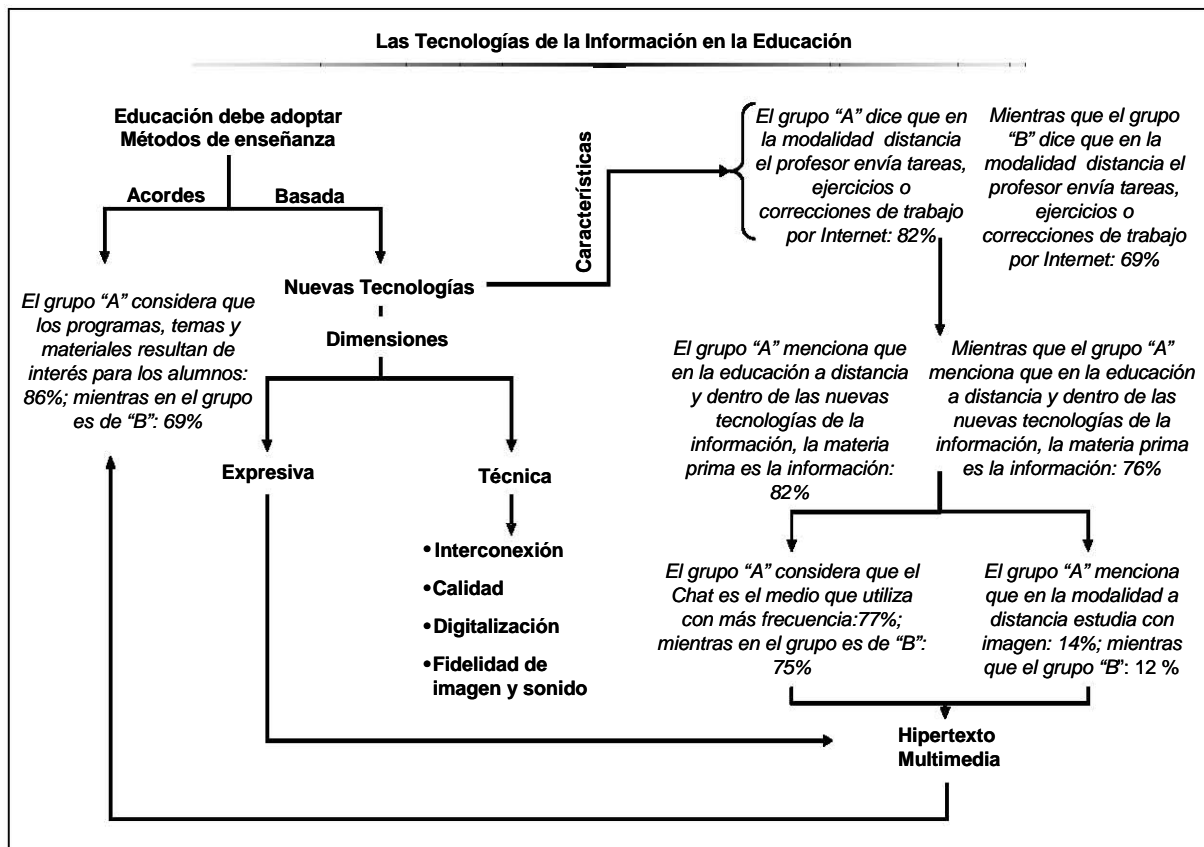 Las Tecnologías de la Información en la Educación
Educación debe adoptar
Métodos de enseñanza
Acordes
Basada
El grupo “A” considera que
los programas, temas y
materiales resultan de
interés para los alumnos:
86%; mientras en el grupo
es de “B”: 69%
Nuevas Tecnologías
Dimensiones
Expresiva
Técnica
•Interconexión
•Calidad
•Digitalización
•Fidelidad de
imagen y sonido
Características
El grupo “A” dice que en
la modalidad distancia
el profesor envía tareas,
ejercicios o
correcciones de trabajo
por Internet: 82%
Mientras que el grupo
“B” dice que en la
modalidad distancia el
profesor envía tareas,
ejercicios o
correcciones de trabajo
por Internet: 69%
El grupo “A” menciona que
en la educación a distancia
y dentro de las nuevas
tecnologías de la
información, la materia
prima es la información:
82%
Mientras que el grupo “A”
menciona que en la educación
a distancia y dentro de las
nuevas tecnologías de la
información, la materia prima
es la información: 76%
El grupo “A” considera que el
Chat es el medio que utiliza
con más frecuencia:77%;
mientras en el grupo es de “B”:
75%
El grupo “A” menciona
que en la modalidad a
distancia estudia con
imagen: 14%; mientras
que el grupo “B”: 12 %
Hipertexto
Multimedia